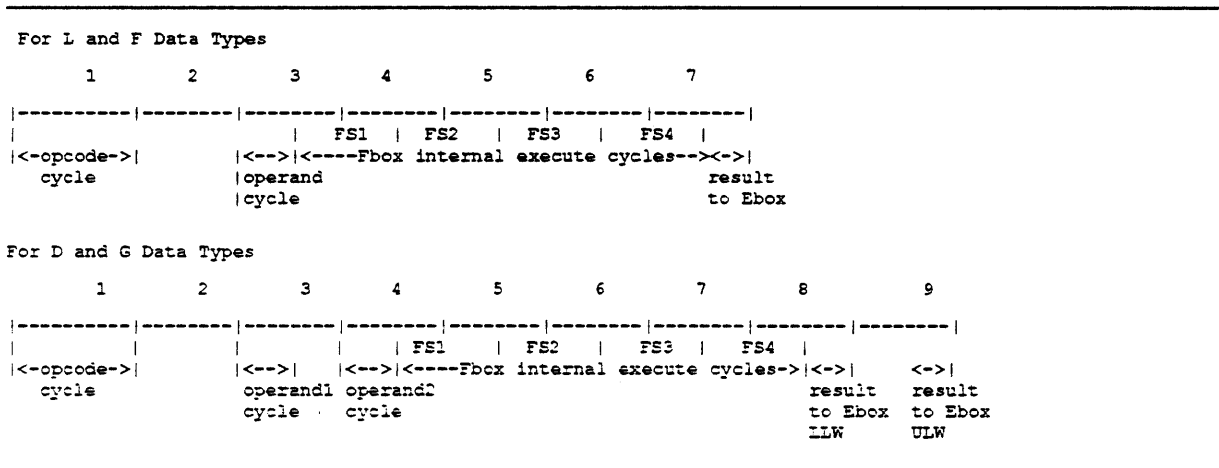 For L and F Data Types
1 2 3 4 5 6 7
|-----------|---------|---------|---------|---------|---------|---------|
| | FS1 | FS2 | FS3 | FS4 |
|<-opcode->| |<-->|<----Fbox internal execute cycles--><->|
cycle |operand result
|cycle to Ebox
For D and G Data Types
1 2 3 4 5 6 7 8 9
|-----------|---------|---------|---------|---------|---------|---------|---------|---------|
| | | | | FS1 | FS2 | FS3 | FS4 |
|<-opcode->| |<-->| |<-->|<----Fbox internal execute cycles->|<->| <->|
cycle operand1 operand2 result result
cycle cycle to Ebox to Ebox
LLW ULW